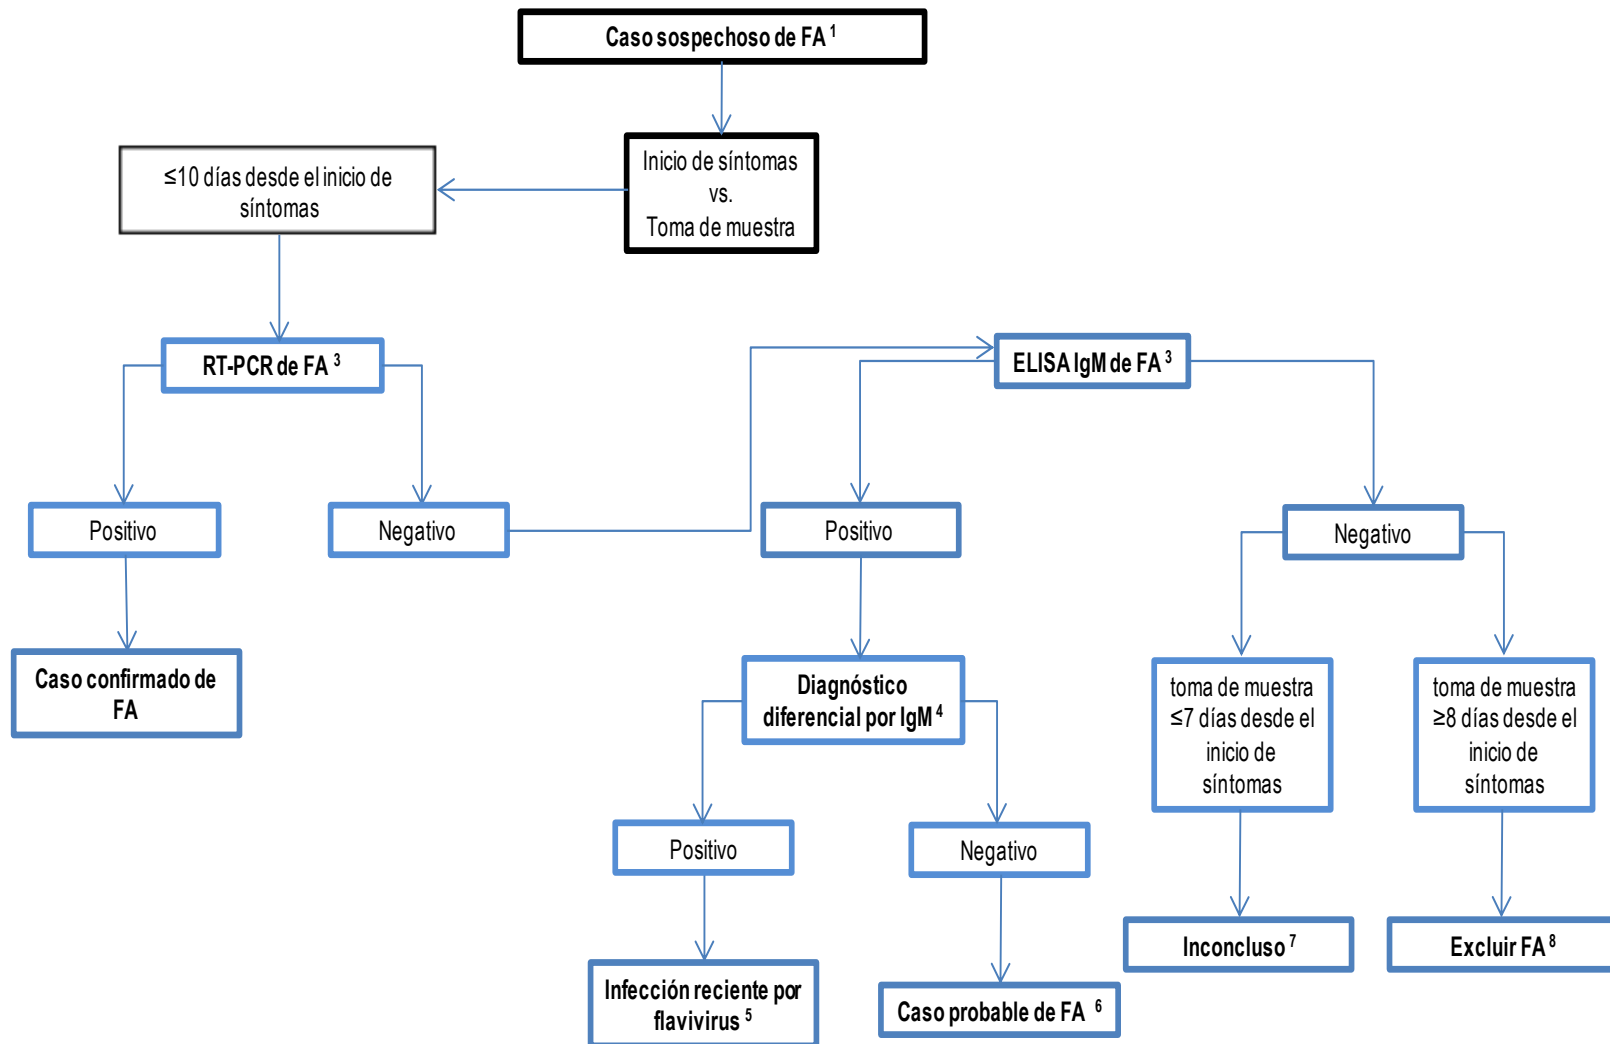 Caso sospechoso de FA 1
Inicio de síntomas
vs.
Toma de muestra
≤10 días desde el inicio de
síntomas
RT-PCR de FA 3
ELISA IgM de FA 3
Positivo
Negativo
Positivo
Negativo
Caso confirmado de
FA
Diagnóstico
diferencial por IgM 4
toma de muestra
≤7 días desde el
inicio de
síntomas
toma de muestra
≥8 días desde el
inicio de
síntomas
Positivo
Negativo
Inconcluso 7
Excluir FA 8
Infección reciente por
flavivirus 5
Caso probable de FA 6